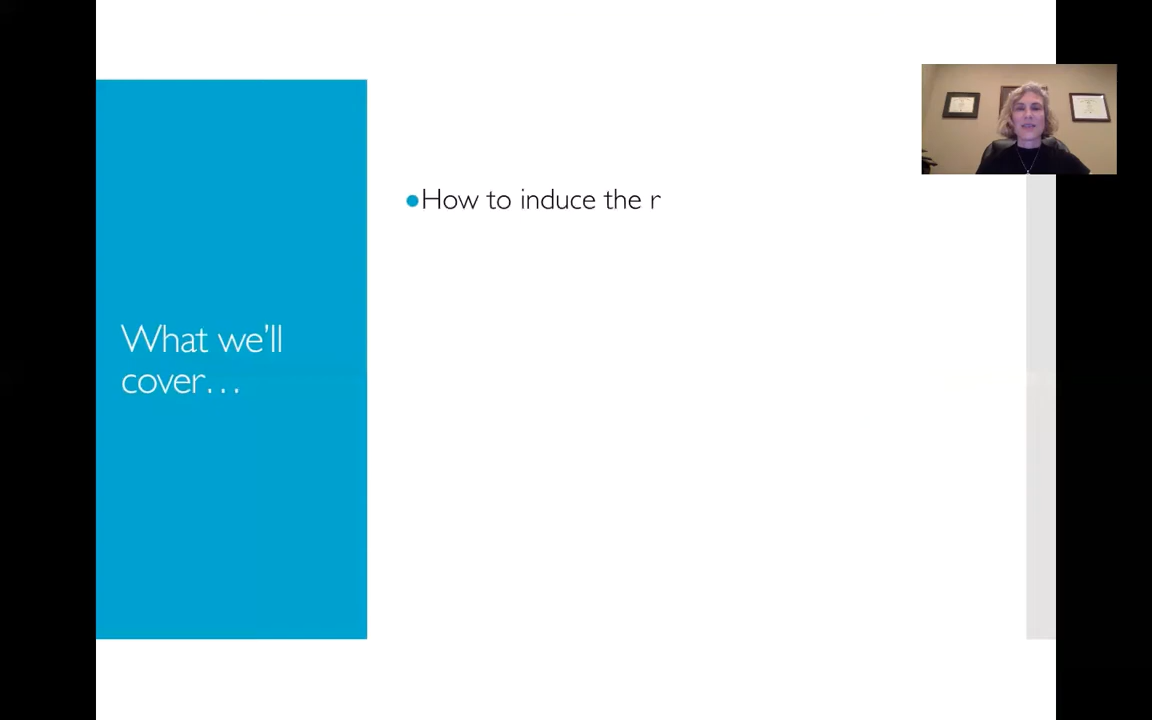 What we'll
cover…
How to induce the r